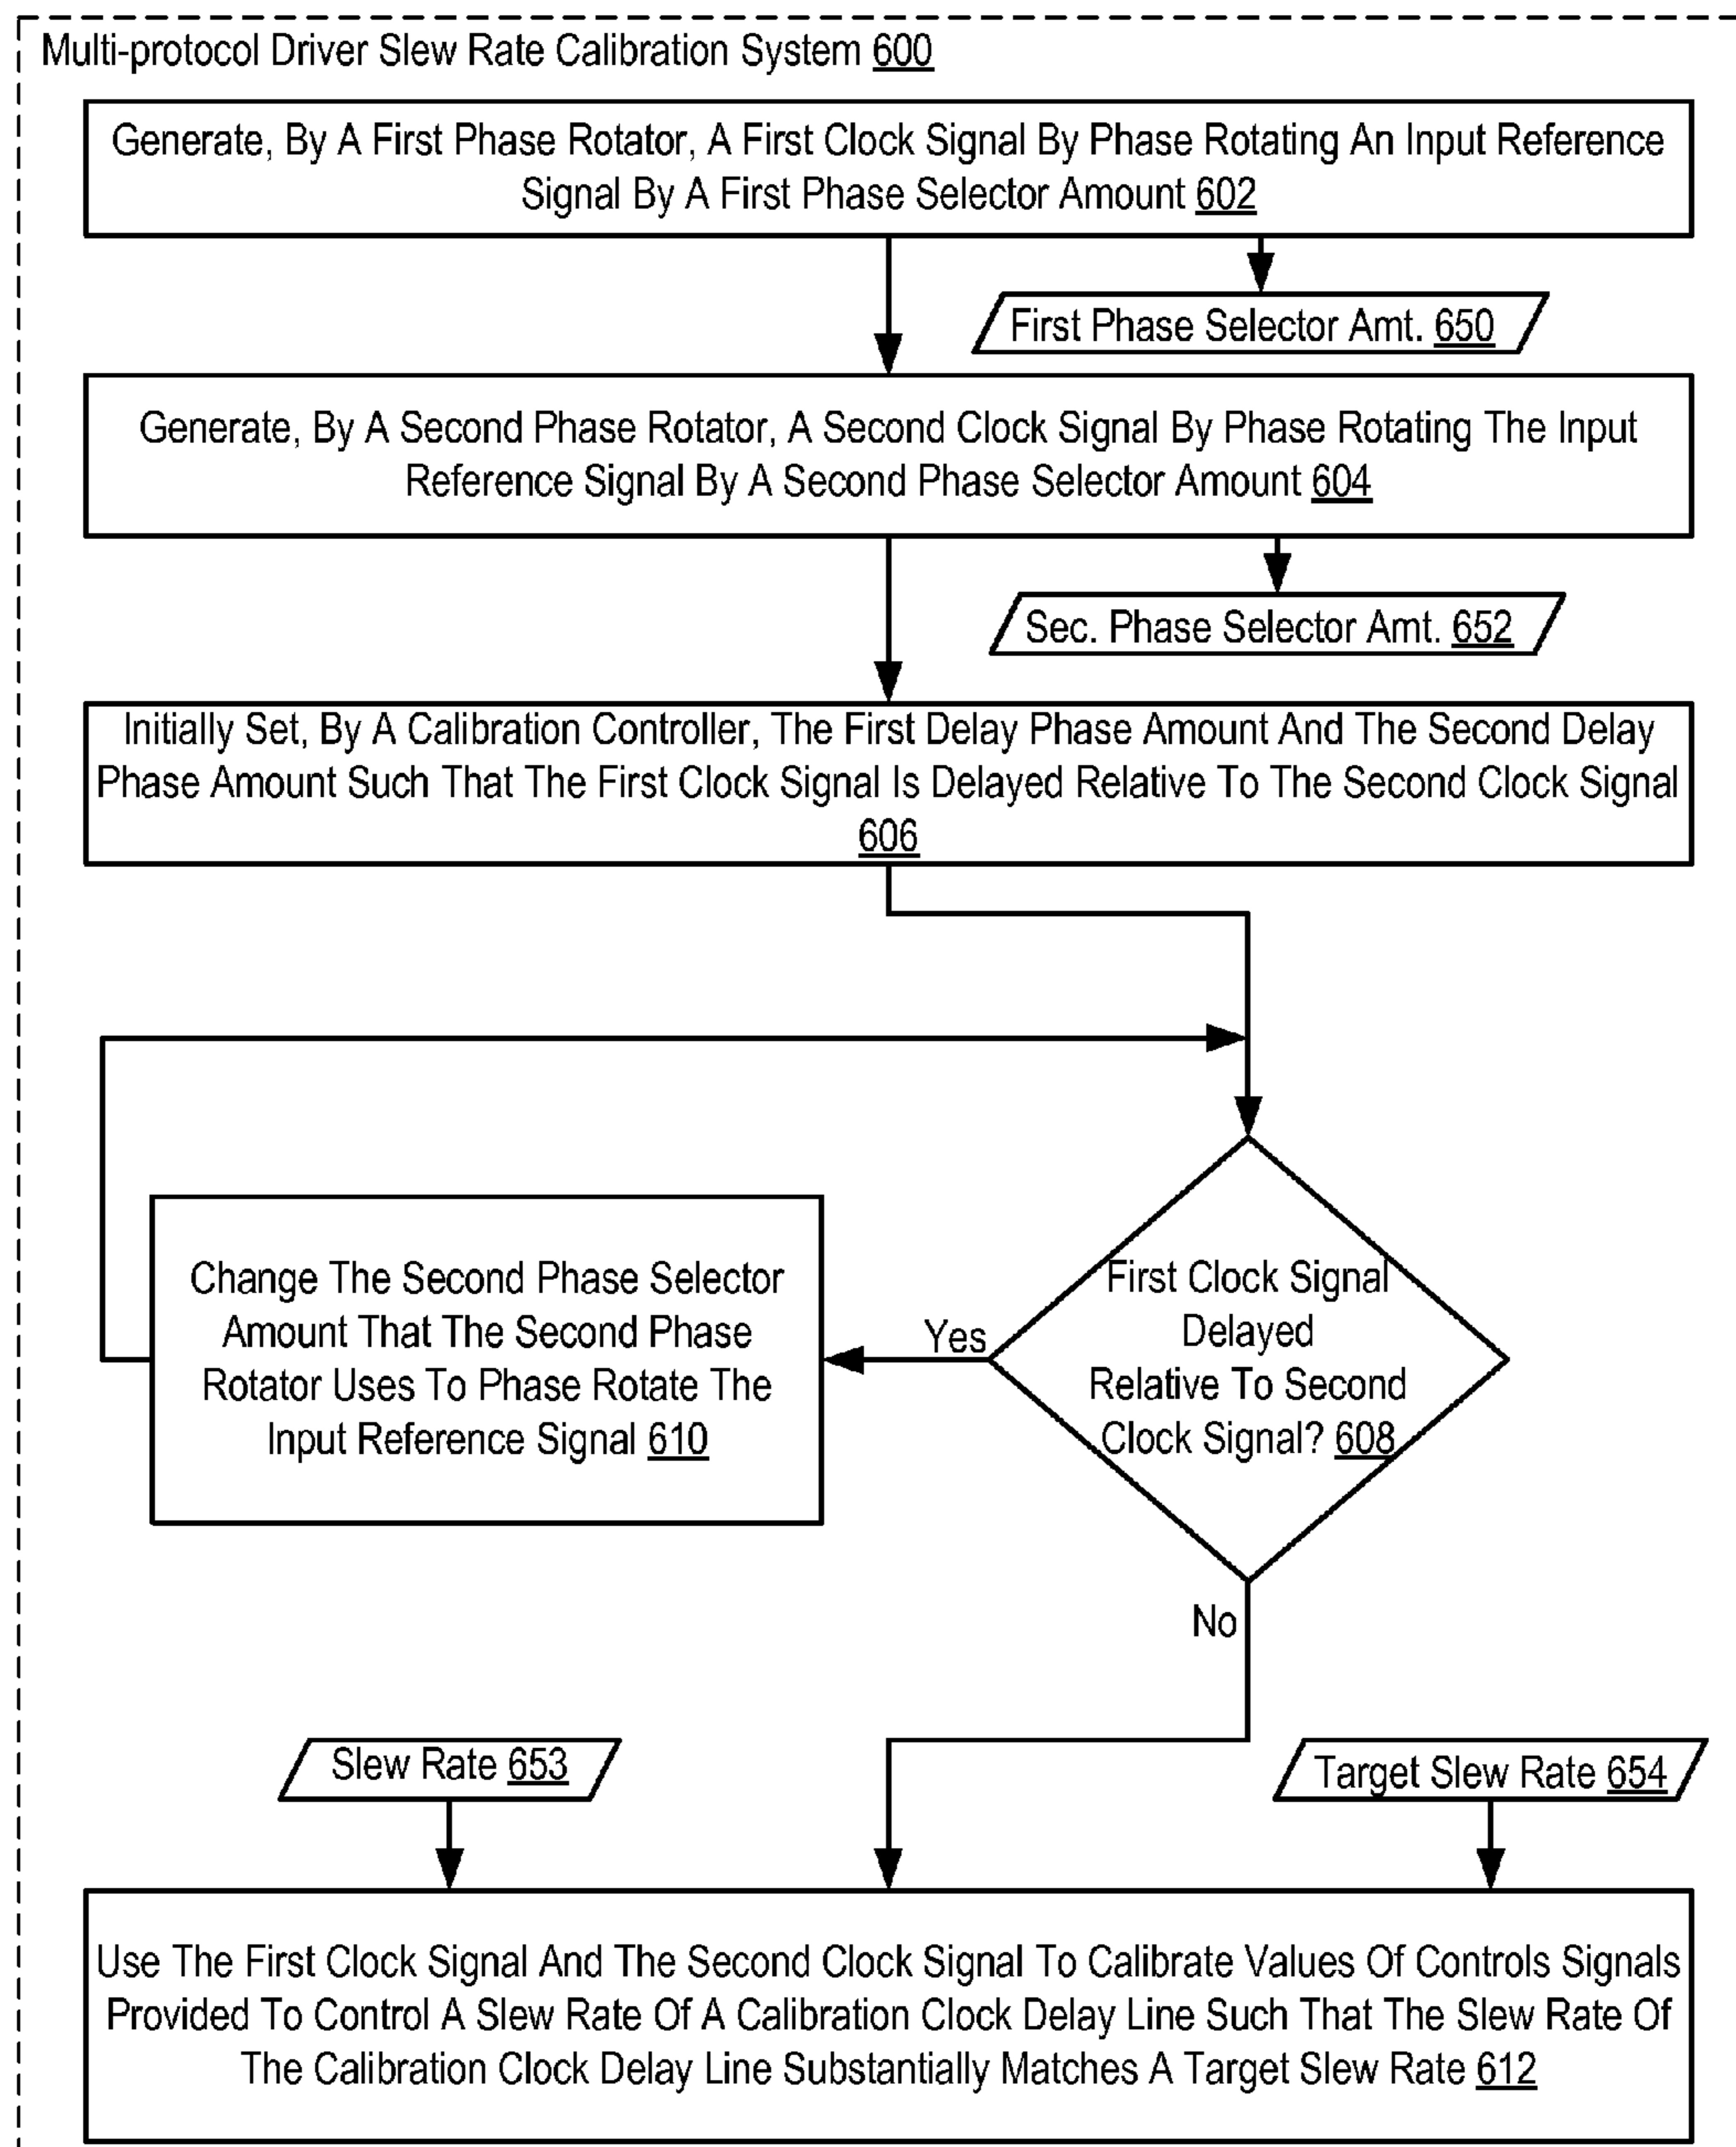 Multi-protocol Driver Slew Rate Calibration System 600
Generate, By A First Phase Rotator, A First Clock Signal By Phase Rotating An Input Reference
Signal By A First Phase Selector Amount 602
First Phase Selector Amt. 650
Generate, By A Second Phase Rotator, A Second Clock Signal By Phase Rotating The Input
Reference Signal By A Second Phase Selector Amount 604
Sec. Phase Selector Amt. 652
Initially Set, By A Calibration Controller, The First Delay Phase Amount And The Second Delay
Phase Amount Such That The First Clock Signal Is Delayed Relative To The Second Clock Signal
606
Change The Second Phase Selector
Amount That The Second Phase
Rotator Uses To Phase Rotate The
Input Reference Signal 610
Yes
First Clock Signal
Delayed
Relative To Second
Clock Signal? 608
No
Slew Rate 653
Target Slew Rate 654
Use The First Clock Signal And The Second Clock Signal To Calibrate Values Of Controls Signals
Provided To Control A Slew Rate Of A Calibration Clock Delay Line Such That The Slew Rate Of
The Calibration Clock Delay Line Substantially Matches A Target Slew Rate 612